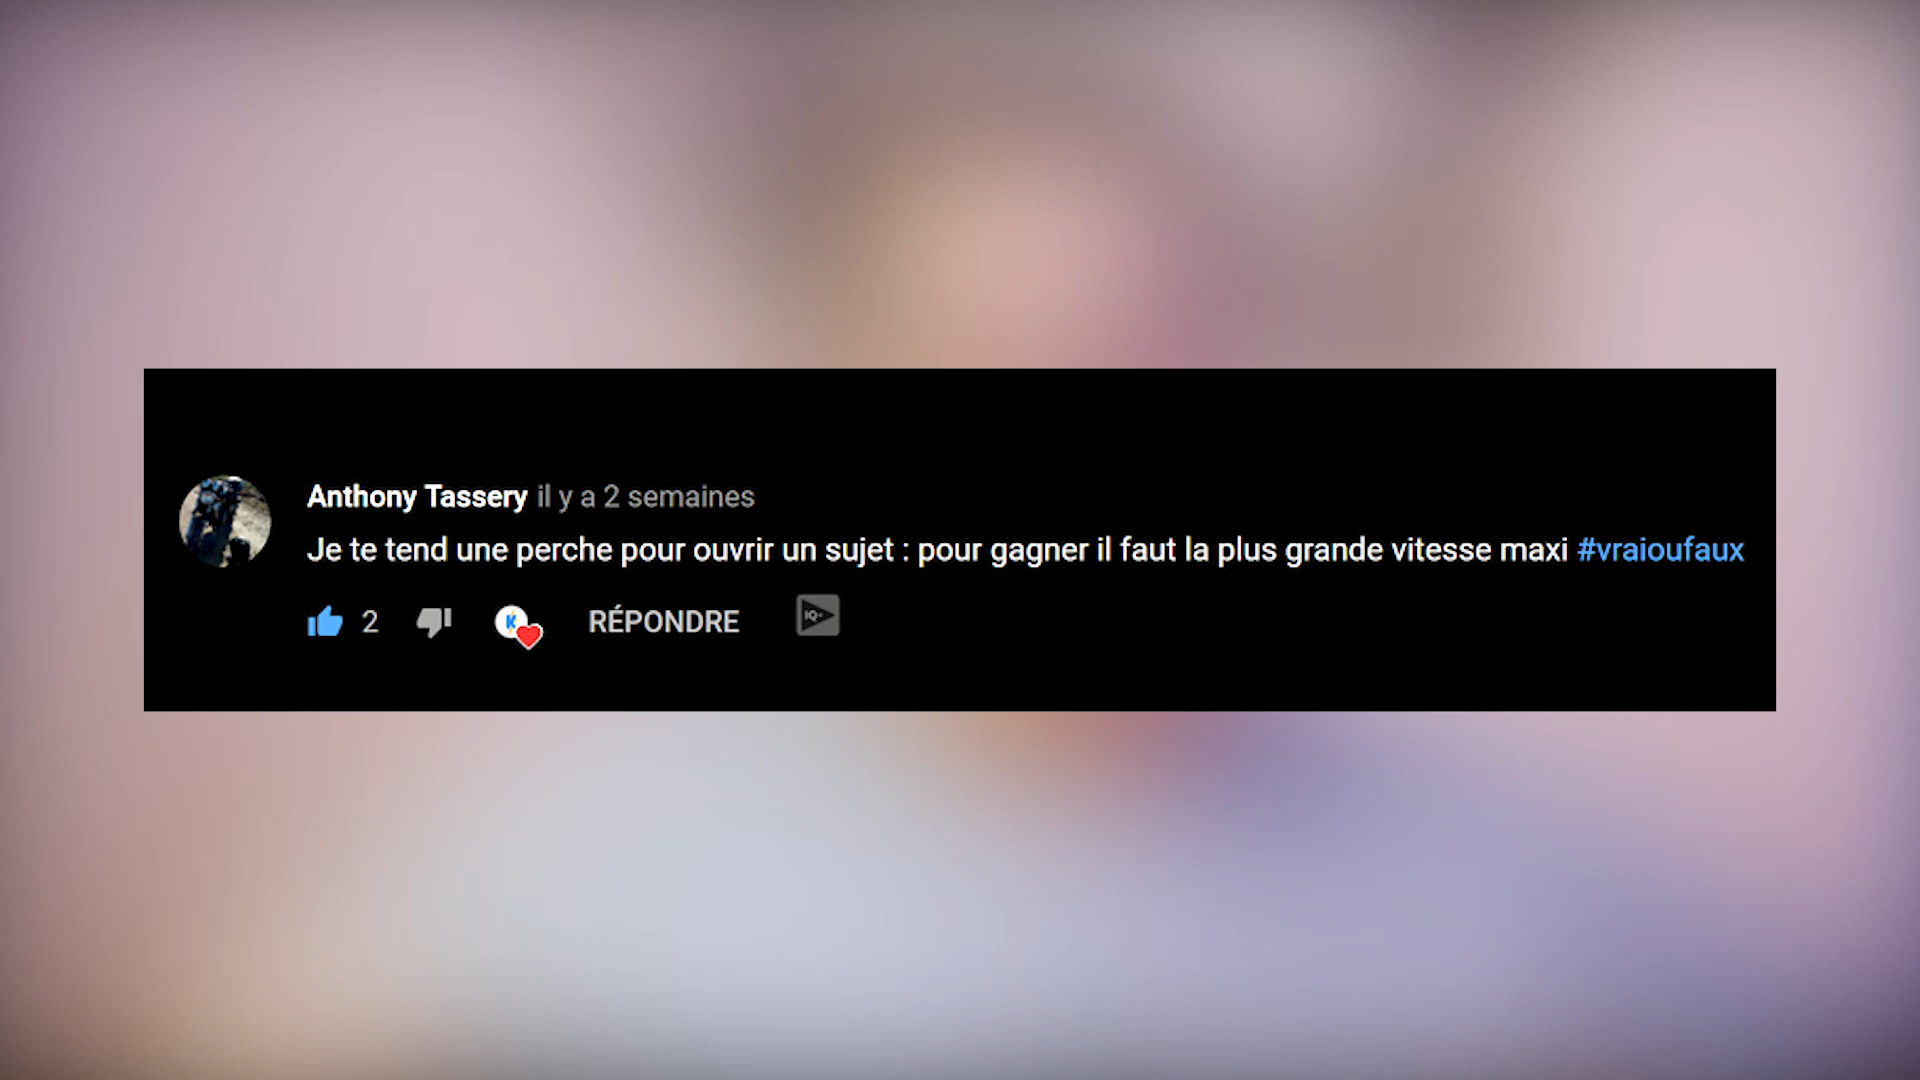 Anthony Tassery il y a 2 semaines
Je te tend une perche pour ouvrir un sujet : pour gagner il faut la plus grande vitesse maxi #vraioufaux
2 K RÉPONDRE IQ